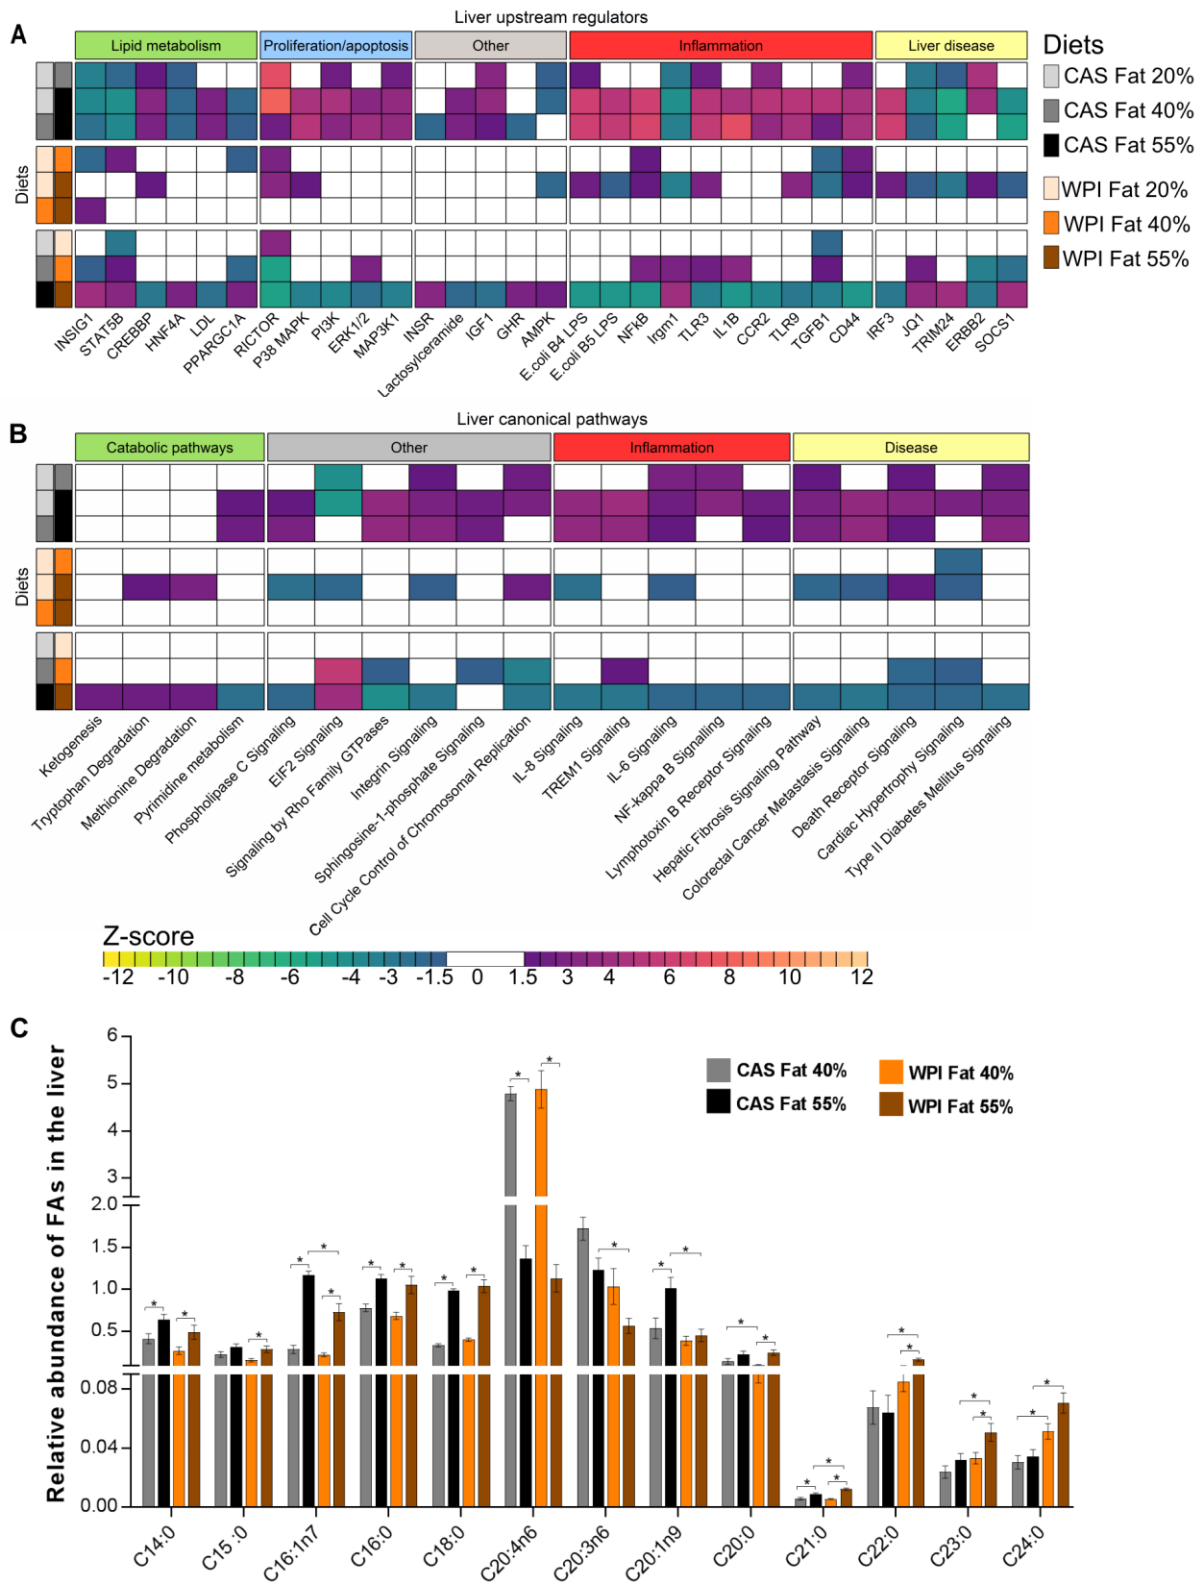 A
Liver upstream regulators
Lipid metabolism
Proliferation/apoptosis
Other
Inflammation
Liver disease
Diets
CAS Fat 20%
CAS Fat 40%
CAS Fat 55%
WPI Fat 20%
WPI Fat 40%
WPI Fat 55%
Diets
INSIG1
STAT5B
CREBBP
HNF4A
LDL
PPARGC1A
RICTOR
P38 MAPK
PI3K
ERK1/2
MAP3K1
INSR
Lactosylceramide
IGF1
GHR
AMPK
E.coli B4 LPS
E.coli B5 LPS
NFkB
Irgm1
TLR3
IL1B
CCR2
TLR9
TGFB1
CD44
IRF3
JQ1
TRIM24
ERBB2
SOCS1
B
Liver canonical pathways
Catabolic pathways
Other
Inflammation
Disease
Diets
Ketogenesis
Tryptophan Degradation
Methionine Degradation
Pyrimidine metabolism
Phospholipase C Signaling
EIF2 Signaling
Signaling by Rho Family GTPases
Integrin Signaling
Sphingosine-1-phosphate Signaling
Cell Cycle Control of Chromosomal Replication
IL-8 Signaling
TREM1 Signaling
IL-6 Signaling
NF-kappa B Signalling
Lymphotoxin B Receptor Signaling
Hepatic Fibrosis Signaling Pathway
Colorectal Cancer Metastasis Signaling
Death Receptor Signaling
Cardiac Hypertrophy Signaling
Type II Diabetes Mellitus Signaling
Z-score
-12 -10 -8 -6 -4 -3 -1.5 0 1.5 3 4 6 8 10 12
C
Relative abundance of FAs in the liver
6
5
4
3
2.0
1.5
1.0
0.5
0.08
0.04
0.00
CAS Fat 40%
CAS Fat 55%
WPI Fat 40%
WPI Fat 55%
* * * * * * * * * * * * * * * * * * * * * * * * * * *
C14:0
C15 :0
C16:1n7
C16:0
C18:0
C20:4n6
C20:3n6
C20:1n9
C20:0
C21:0
C22:0
C23:0
C24:0